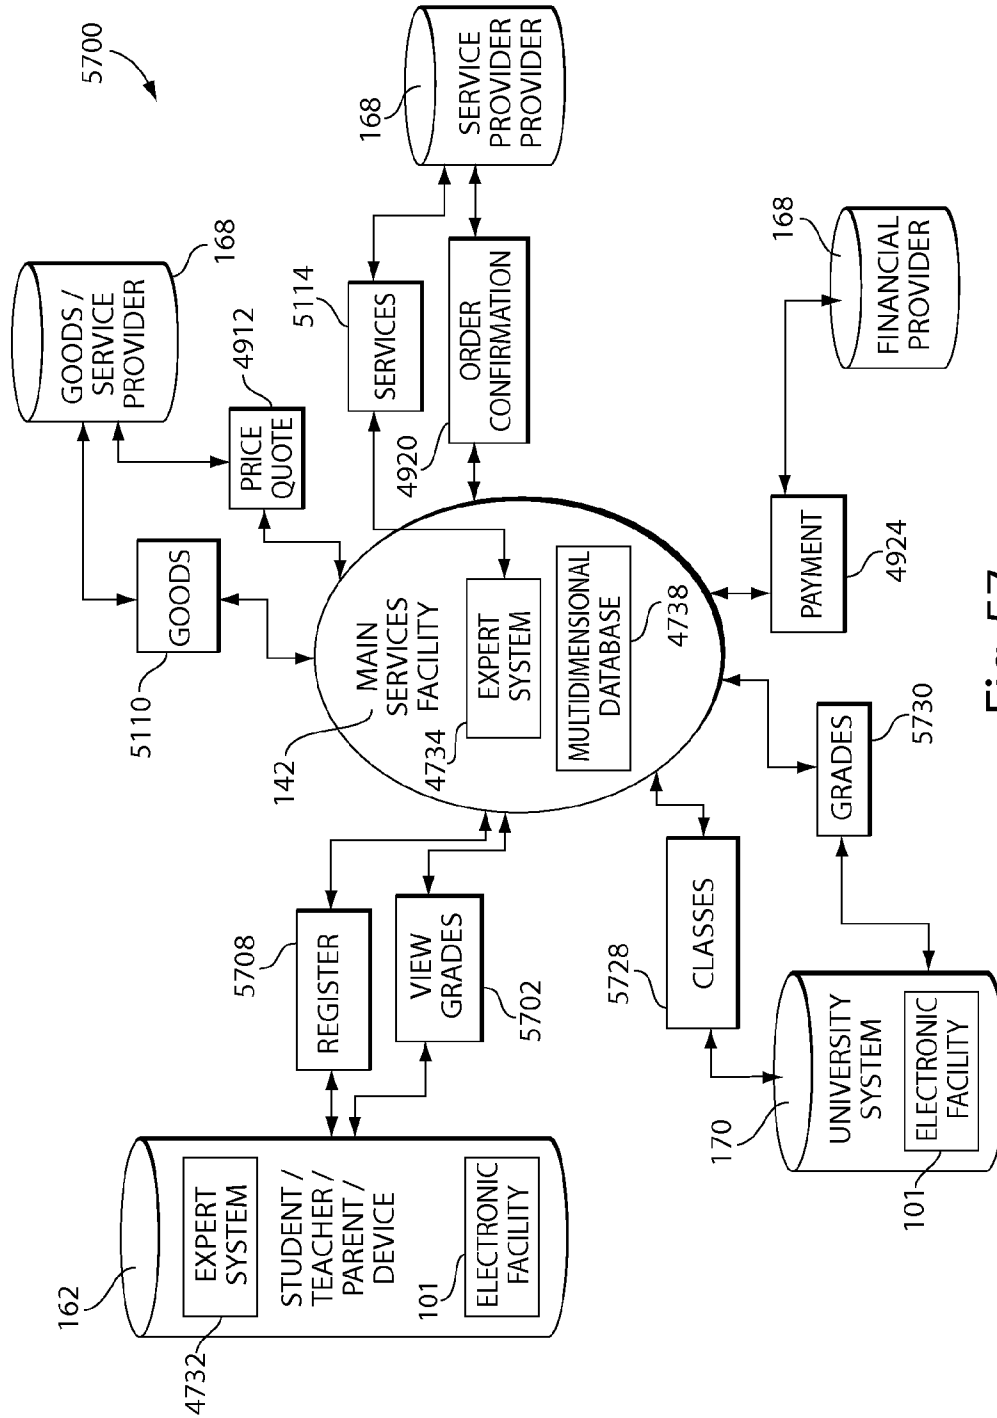 5700
162
EXPERT
SYSTEM
4732
STUDENT /
TEACHER /
PARENT /
DEVICE
101
ELECTRONIC
FACILITY
5708
REGISTER
VIEW
GRADES
5702
5110
GOODS
GOODS /
SERVICE
PROVIDER
168
PRICE
QUOTE
4912
142
MAIN
SERVICES
FACILITY
4734
EXPERT
SYSTEM
MULTIDIMENSIONAL
DATABASE
4738
5114
SERVICES
4920
ORDER
CONFIRMATION
168
SERVICE
PROVIDER
PROVIDER
5728
CLASSES
170
UNIVERSITY
SYSTEM
101
ELECTRONIC
FACILITY
GRADES
5730
PAYMENT
4924
168
FINANCIAL
PROVIDER
Fig. 57